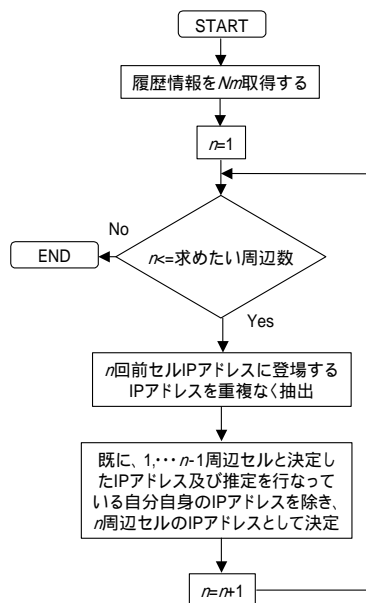 START
履歴情報をNm取得する
n=1
No
n<=求めたい周辺数
END
Yes
n回前セルIPアドレスに登場する
IPアドレスを重複なく抽出
既に、1,…n-1周辺セルと決定し
たIPアドレス及び推定を行なって
いる自分自身のIPアドレスを除き、
n周辺セルのIPアドレスとして決定
n=n+1